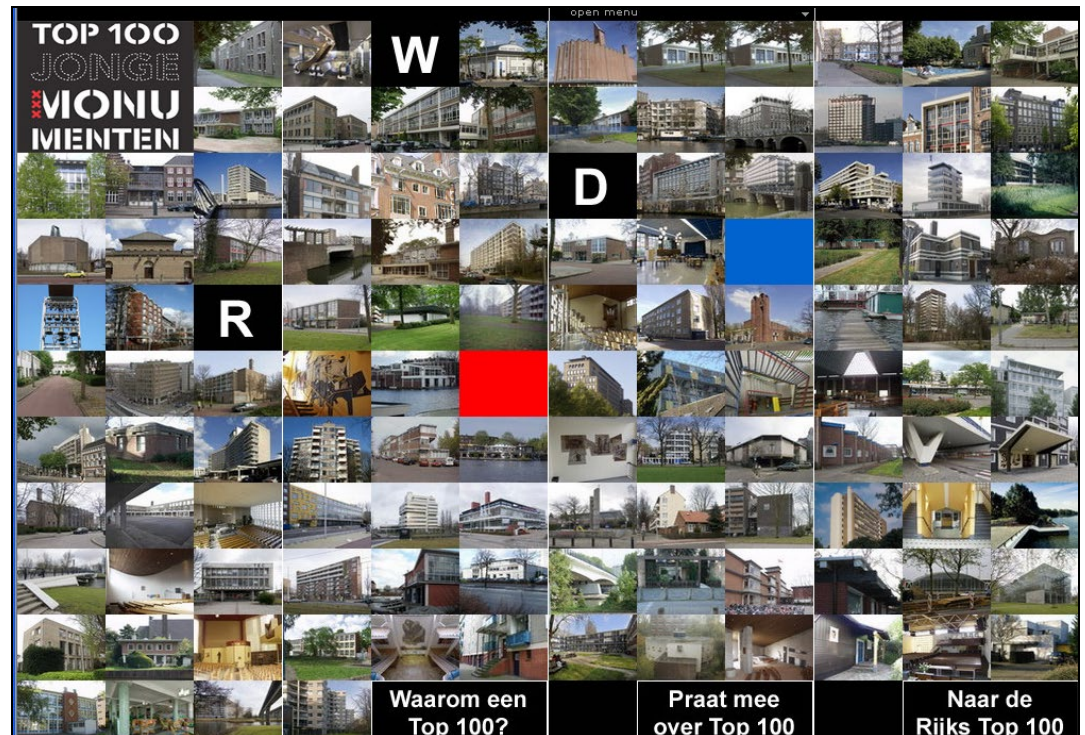 open menu
TOP 100
JONGE
MONU
MENTEN
W
D
R
Waarom een
Top 100?
Praat mee
over Top 100
Naar de
Rijks Top 100